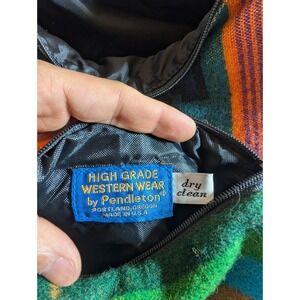 HIGH GRADE
WESTERN WEAR
by Pendleton®
PORTLAND, OREGON
MADE IN U.S.A.
dry
clean